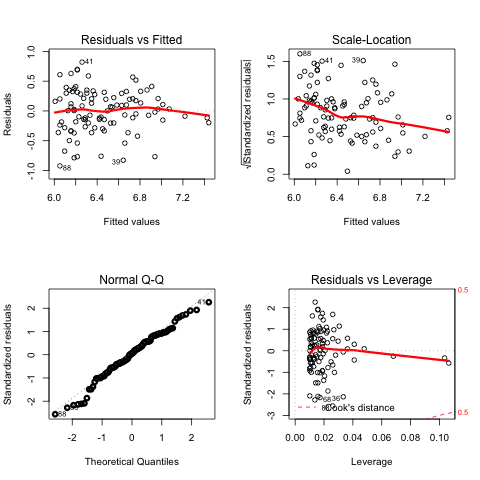 Residuals vs Fitted
Residuals
1.0
0.5
0.0
-0.5
-1.0
41
39
88
6.0 6.4 6.8 7.2
Fitted values
Scale-Location
√|Standardized residuals|
1.5
1.0
0.5
0.0
88
41
39
6.0 6.4 6.8 7.2
Fitted values
Normal Q-Q
Standardized residuals
2
1
0
-1
-2
41
88
-2 -1 0 1 2
Theoretical Quantiles
Residuals vs Leverage
Standardized residuals
2
1
0
-1
-2
-3
0.5
0.5
68
36
Cook's distance
0.00 0.02 0.04 0.06 0.08 0.10
Leverage